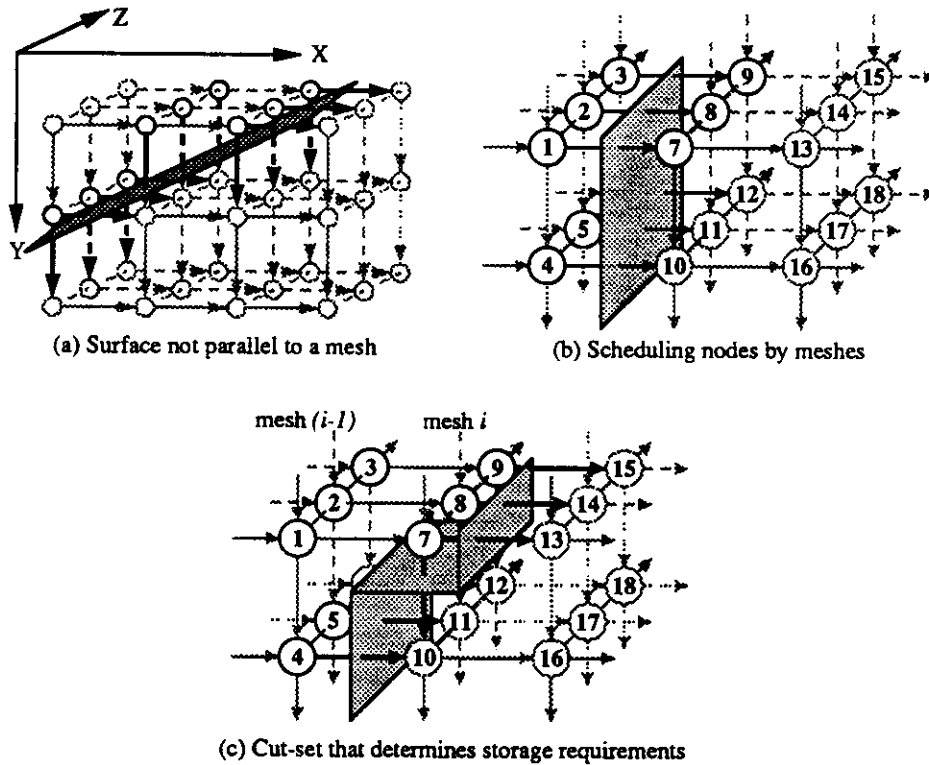 Z
X
Y
(a) Surface not parallel to a mesh
3 9 15
2 8 14
1 7 13
12 18
5 11 17
4 10 16
(b) Scheduling nodes by meshes
mesh (i-1) mesh i
3 9 15
2 8 14
1 7 13
12 18
5 11 17
4 10 16
(c) Cut-set that determines storage requirements